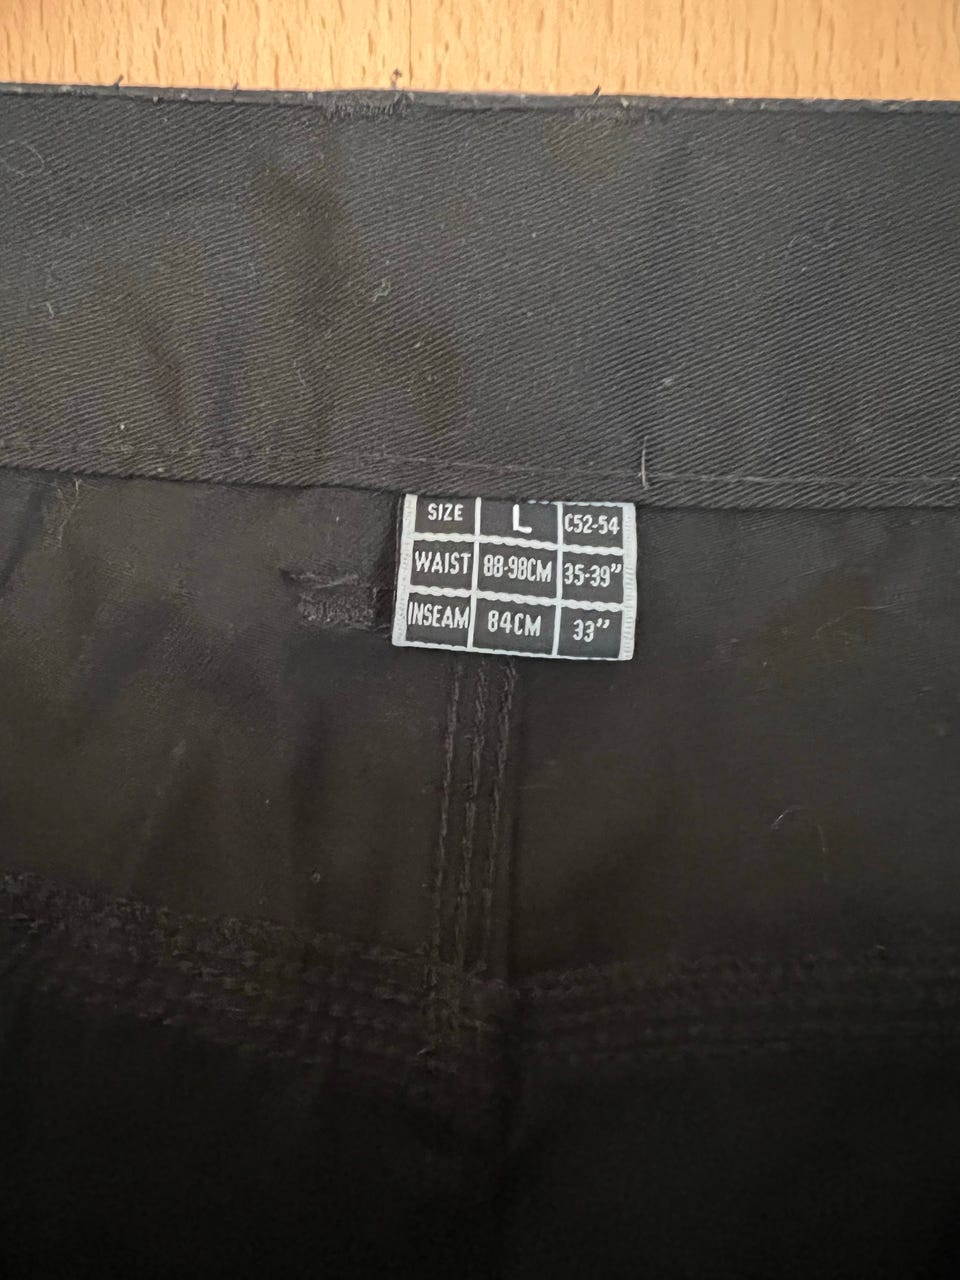 SIZE L C52-54
WAIST 88-98CM 35-39”
INSEAM 84CM 33”